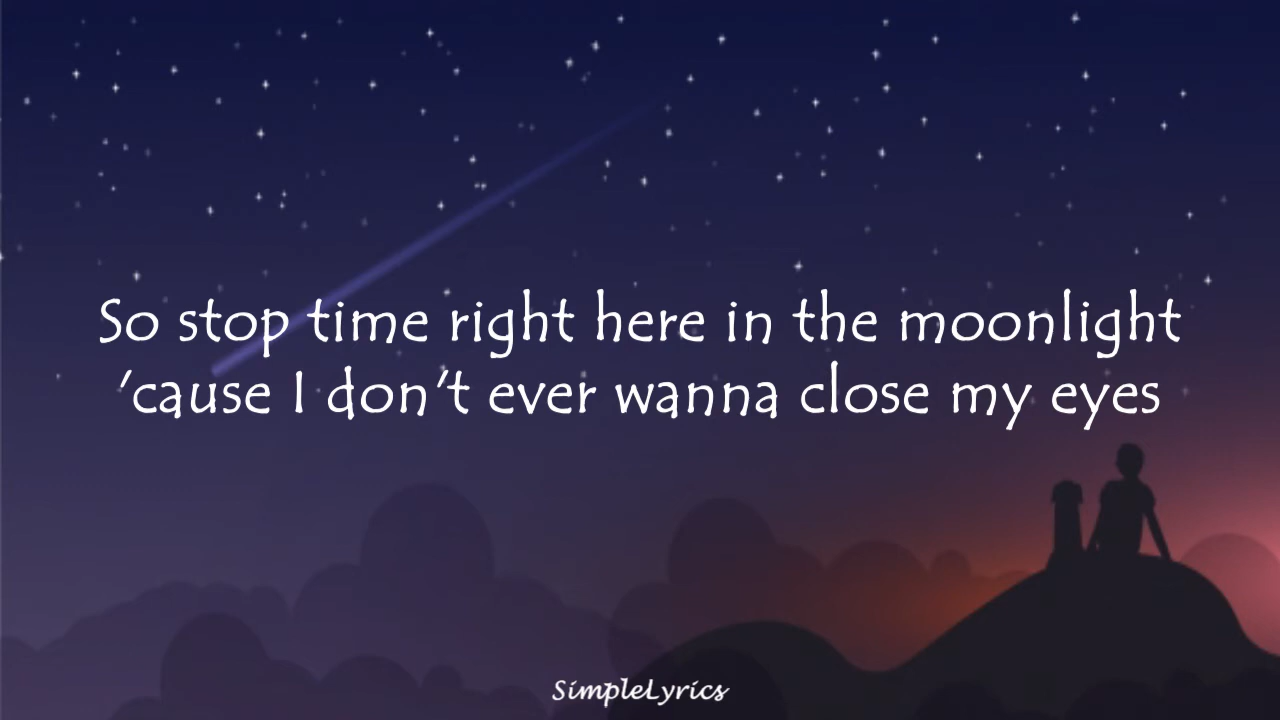 So stop time right here in the moonlight
'cause I don't ever wanna close my eyes
SimpleLyrics